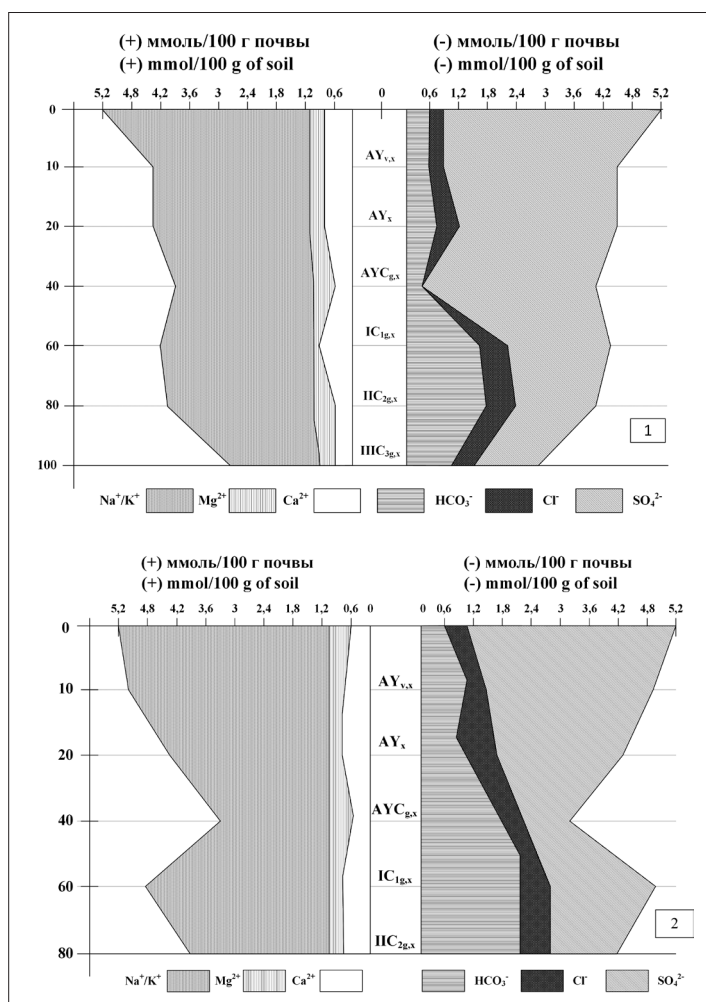 (+) ммоль/100 г почвы (-) ммоль/100 г почвы
(+) mmol/100 g of soil (-) mmol/100 g of soil
5,2 4,8 4,2 3,6 3 2,4 1,8 1,2 0,6 0 0,6 1,2 1,8 2,4 3 3,6 4,2 4,8 5,2
0
AYv,x
10
AYx
20
AYCg,x
40
IC1g,x
60
IIC2g,x
80
1
IIIC3g,x
100
Na⁺/K⁺ Mg²⁺ Ca²⁺ HCO₃⁻ Cl⁻ SO₄²⁻
(+) ммоль/100 г почвы (-) ммоль/100 г почвы
(+) mmol/100 g of soil (-) mmol/100 g of soil
5,2 4,8 4,2 3,6 3 2,4 1,8 1,2 0,6 0 0 0,6 1,2 1,8 2,4 3 3,6 4,2 4,8 5,2
0
AYv,x
10
AYx
20
AYCg,x
40
IC1g,x
60
2
IIC2g,x
80
Na⁺/K⁺ Mg²⁺ Ca²⁺ HCO₃⁻ Cl⁻ SO₄²⁻